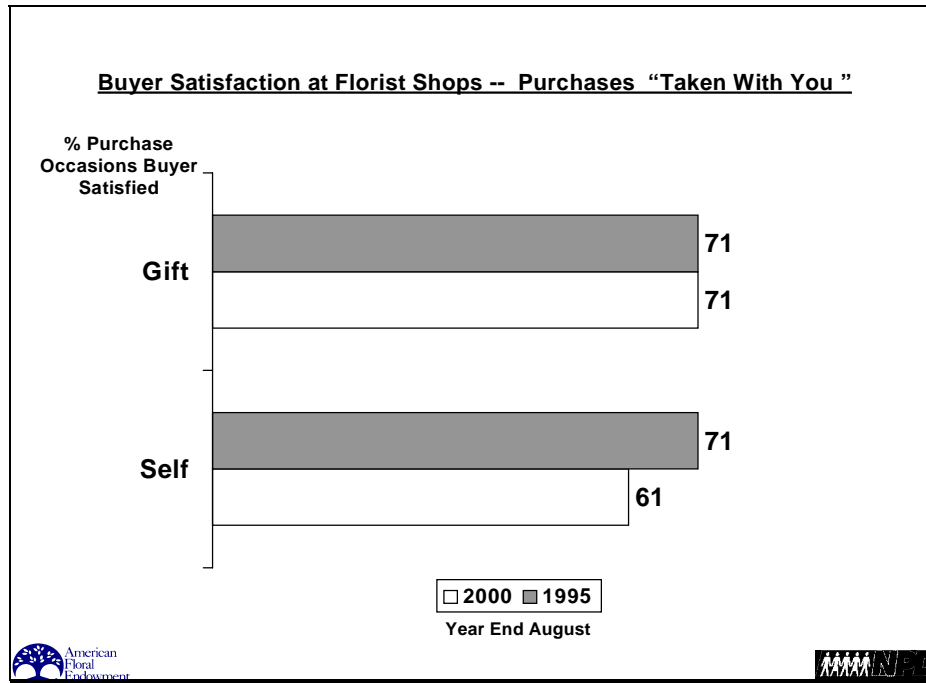 Buyer Satisfaction at Florist Shops -- Purchases “Taken With You ”
% Purchase
Occasions Buyer
Satisfied
Gift
71
71
Self
71
61
2000 1995
Year End August
American
Floral
Endowment